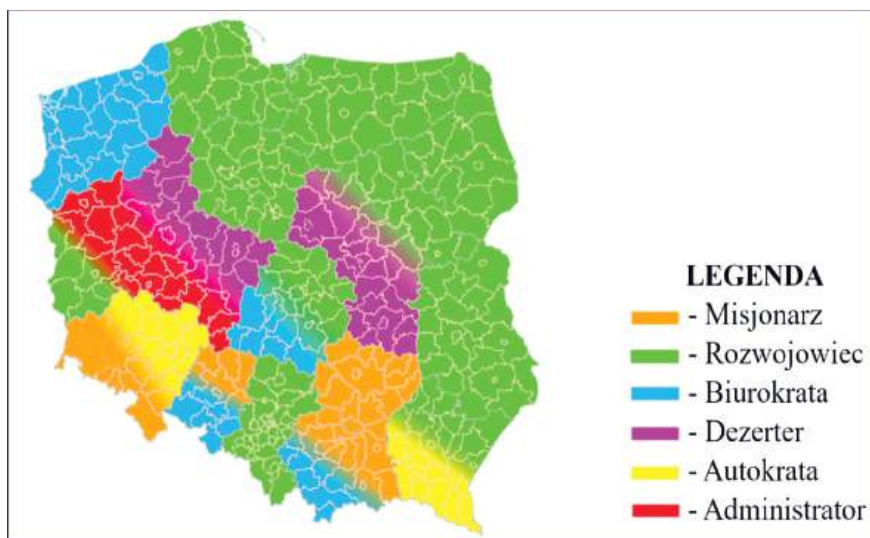 LEGENDA
- Misjonarz
- Rozwojowiec
- Biurokrata
- Dezerter
- Autokrata
- Administrator